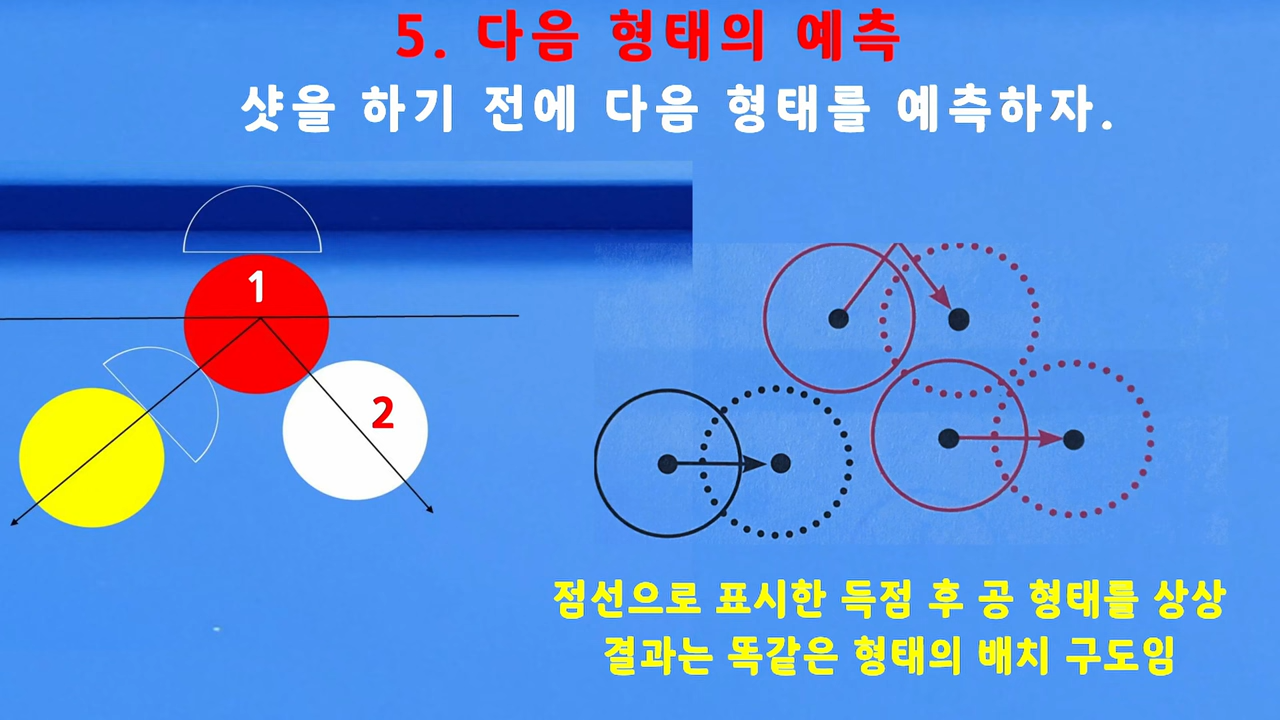 5. 다음 형태의 예측
샷을 하기 전에 다음 형태를 예측하자.
1
2
점선으로 표시한 득점 후 공 형태를 상상
결과는 똑같은 형태의 배치 구도임